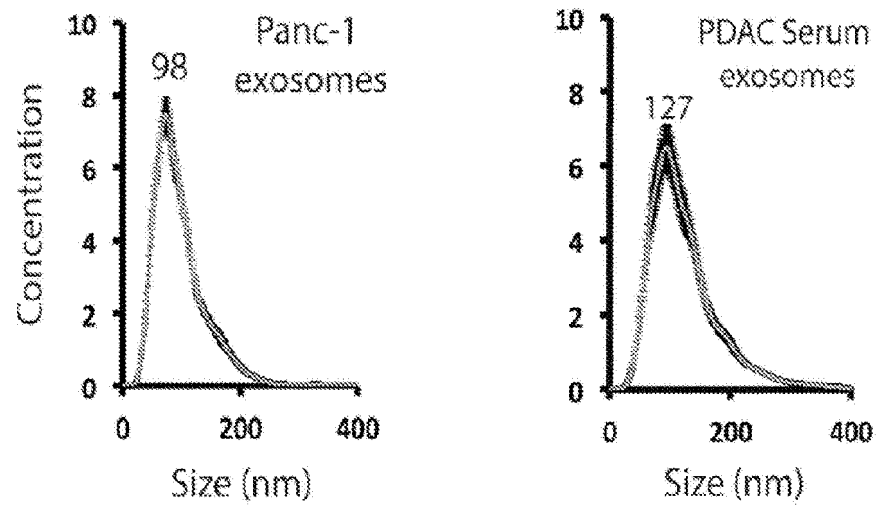 Panc-1
exosomes
98
Concentration
10
8
6
4
2
0
0 200 400
Size (nm)
PDAC Serum
exosomes
127
10
8
6
4
2
0
0 200 400
Size (nm)